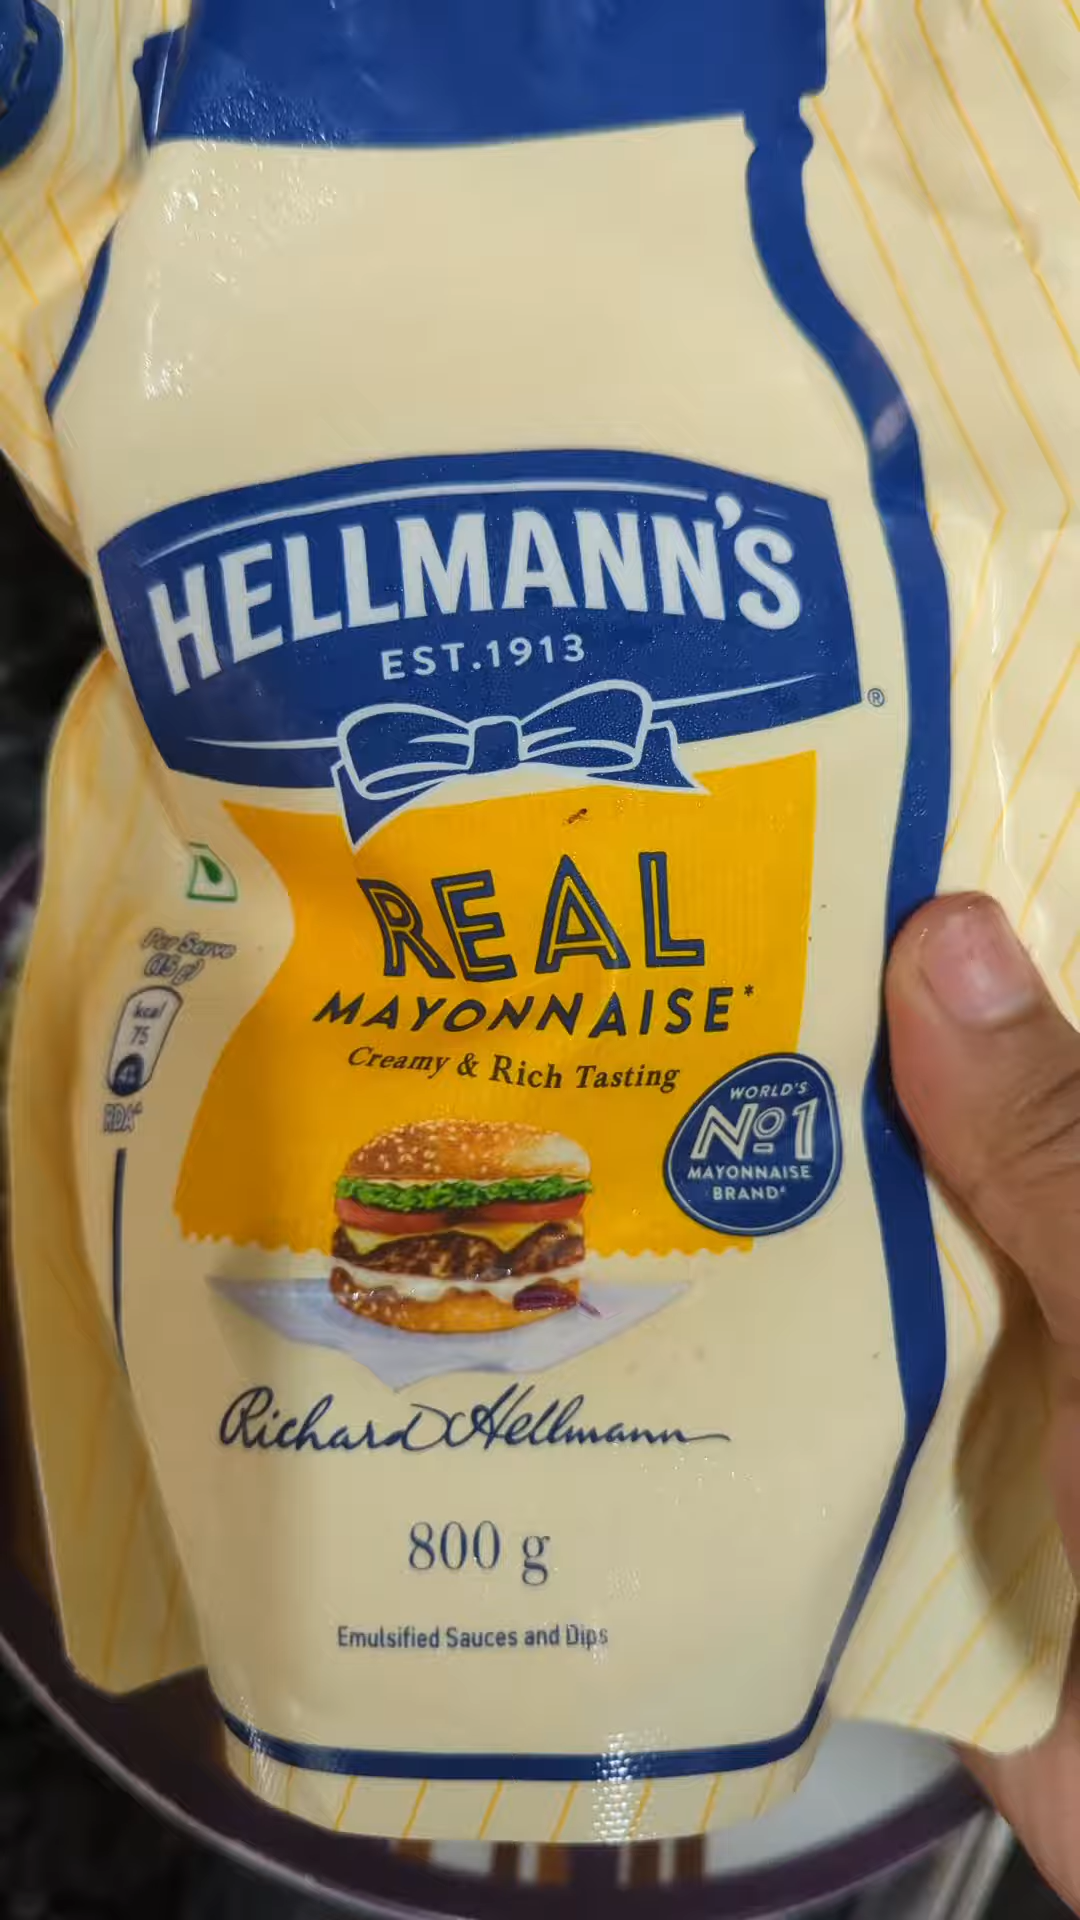 HELLMANN'S
EST.1913
®
REAL
MAYONNAISE*
Creamy & Rich Tasting
Per Serve
(15 g)
kcal
75
4%
RDA^
WORLD'S
Nº1
MAYONNAISE
BRAND
Richard Hellmann
800 g
Emulsified Sauces and Dips